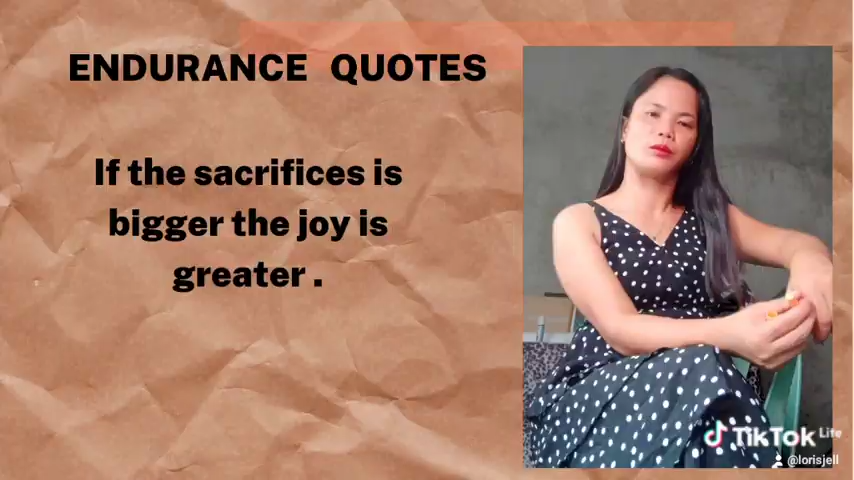 ENDURANCE QUOTES
If the sacrifices is
bigger the joy is
greater .
TikTok Lite
@lorisjell